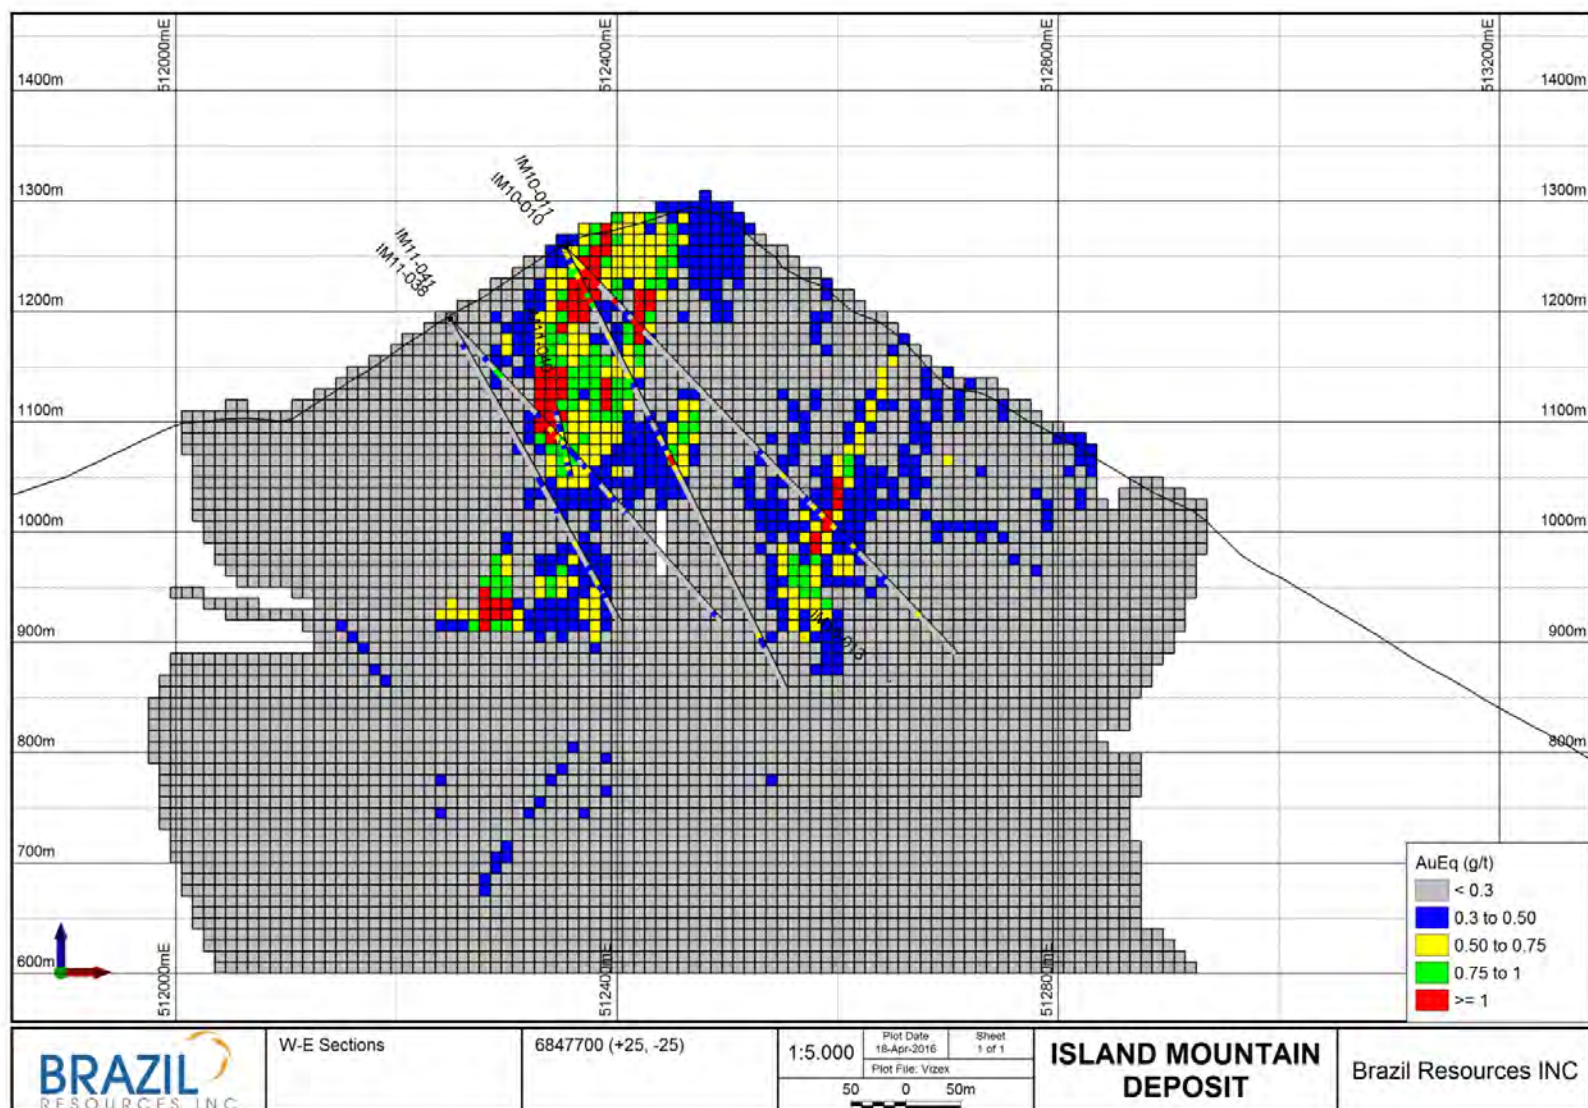 512000mE
512400mE
512800mE
513200mE
1400m
1400m
1300m
1300m
IM10-011
IM10-010
IM11-041
IM11-038
1200m
1200m
1100m
1100m
1000m
1000m
900m
900m
800m
800m
700m
600m
512000mE
512400mE
512800mE
AuEq (g/t)
< 0.3
0.3 to 0.50
0.50 to 0.75
0.75 to 1
>= 1
BRAZIL
RESOURCES INC
W-E Sections
6847700 (+25, -25)
1:5.000
Plot Date
18-Apr-2016
Sheet
1 of 1
Plot File: Vizex
50 0 50m
ISLAND MOUNTAIN
DEPOSIT
Brazil Resources INC